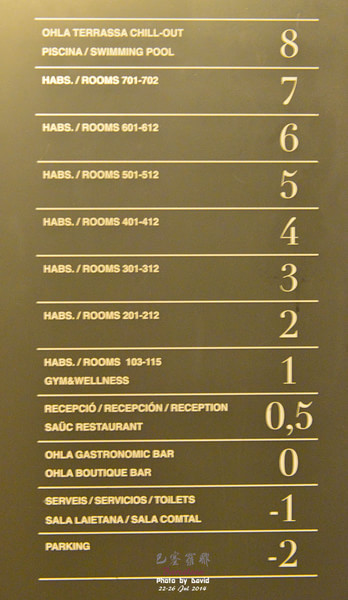 OHLA TERRASSA CHILL-OUT
PISCINA / SWIMMING POOL
8
HABS. / ROOMS 701-702
7
HABS. / ROOMS 601-612
6
HABS. / ROOMS 501-512
5
HABS. / ROOMS 401-412
4
HABS. / ROOMS 301-312
3
HABS. / ROOMS 201-212
2
HABS. / ROOMS 103-115
GYM&WELLNESS
1
RECEPCIÓ / RECEPCIÓN / RECEPTION
SAÜC RESTAURANT
0,5
OHLA GASTRONOMIC BAR
OHLA BOUTIQUE BAR
0
SERVEIS / SERVICIOS / TOILETS
SALA LAIETANA / SALA COMTAL
-1
PARKING
-2
Photo by David
22-26 Jul 2014